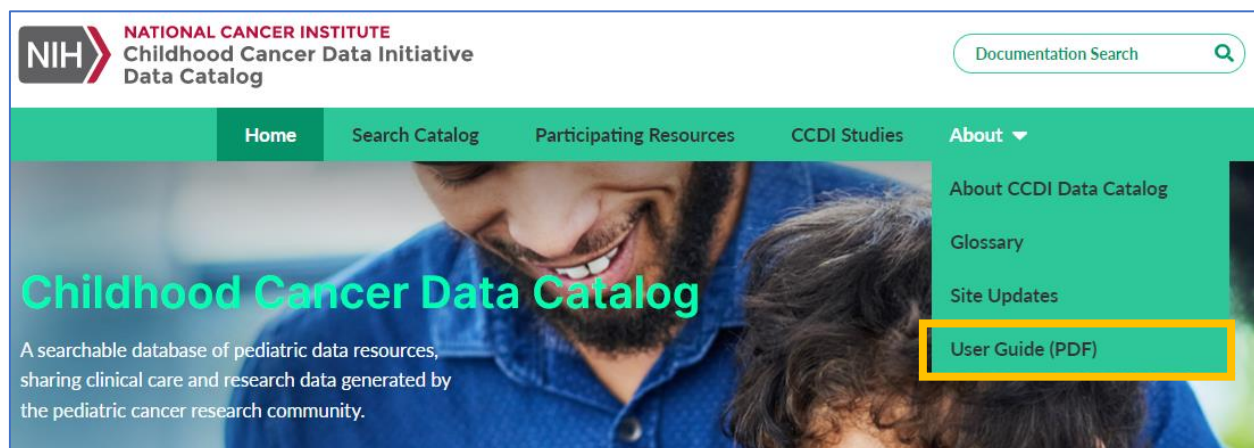 NIH
NATIONAL CANCER INSTITUTE
Childhood Cancer Data Initiative
Data Catalog
Documentation Search
Home
Search Catalog
Participating Resources
CCDI Studies
About
About CCDI Data Catalog
Glossary
Site Updates
User Guide (PDF)
Childhood Cancer Data Catalog
A searchable database of pediatric data resources,
sharing clinical care and research data generated by
the pediatric cancer research community.